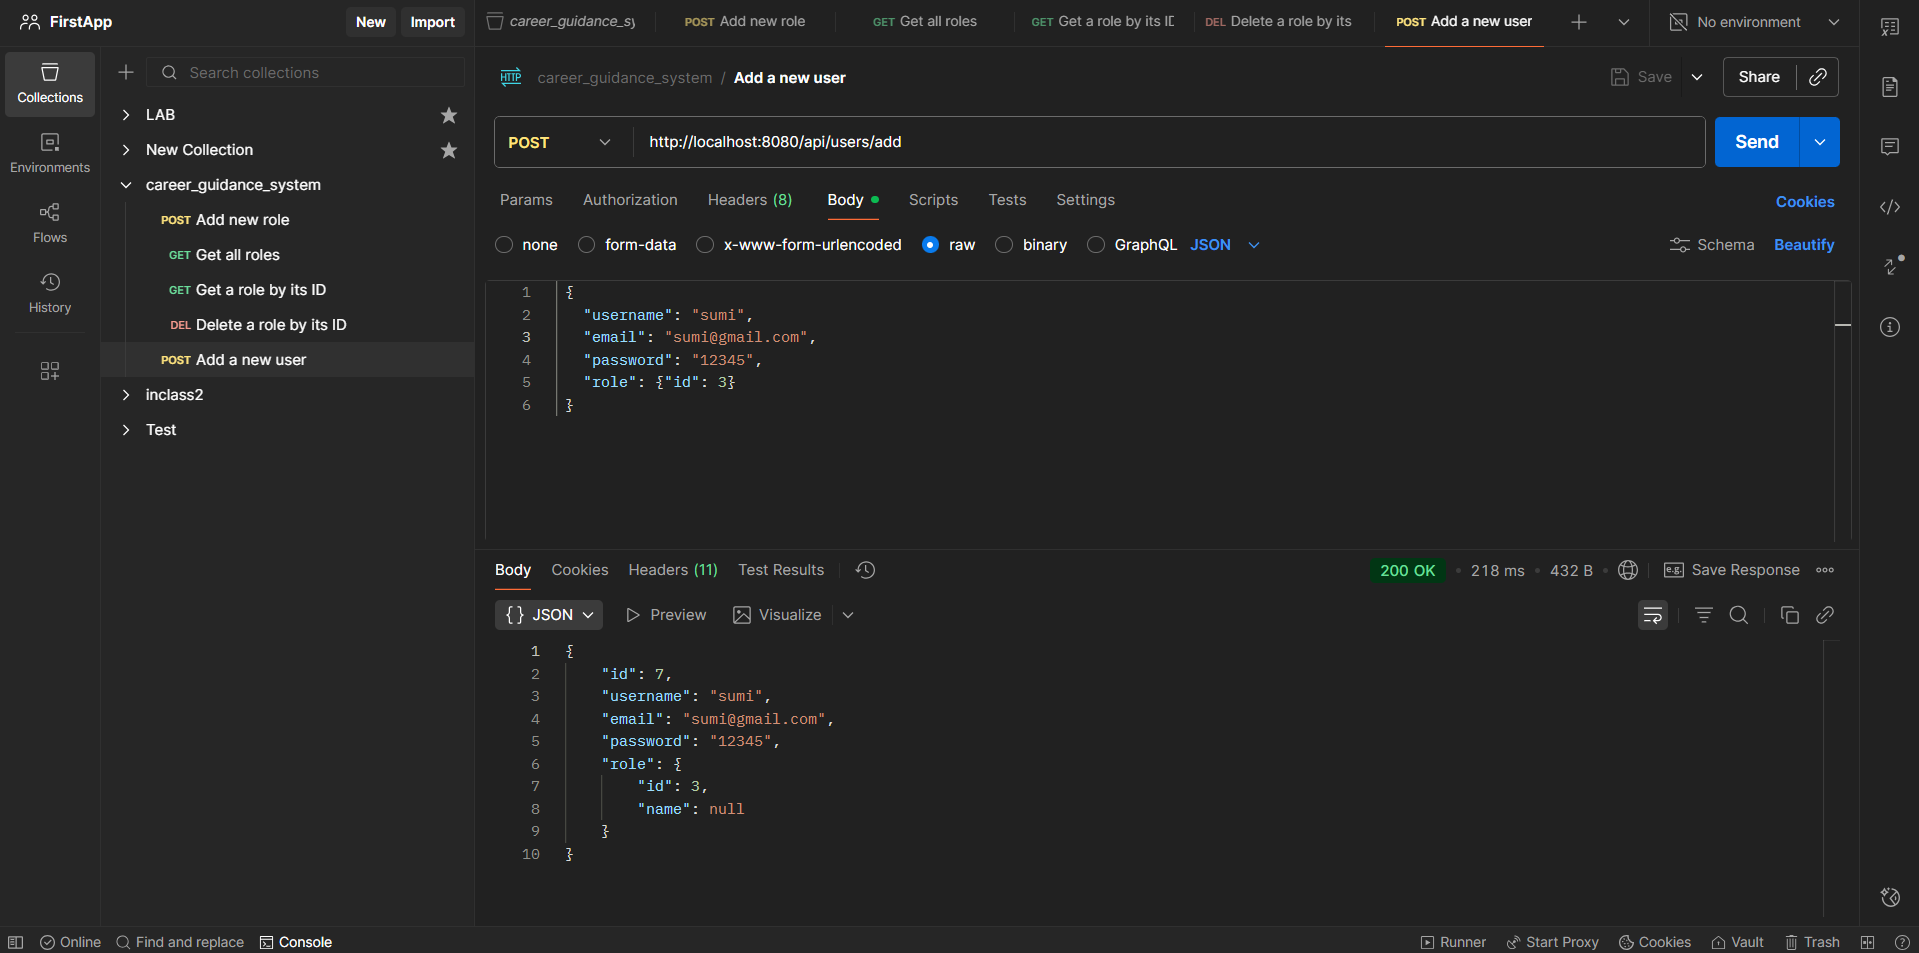 FirstApp
New
Import
career_guidance_sy
POST Add new role
GET Get all roles
GET Get a role by its ID
DEL Delete a role by its
POST Add a new user
No environment
Collections
Environments
Flows
History
Search collections
LAB
New Collection
career_guidance_system
POST Add new role
GET Get all roles
GET Get a role by its ID
DEL Delete a role by its ID
POST Add a new user
inclass2
Test
HTTP career_guidance_system / Add a new user
Save
Share
POST http://localhost:8080/api/users/add
Send
Params Authorization Headers (8) Body Scripts Tests Settings
Cookies
none form-data x-www-form-urlencoded raw binary GraphQL JSON
Schema Beautify
1 {
2 "username": "sumi",
3 "email": "sumi@gmail.com",
4 "password": "12345",
5 "role": {"id": 3}
6 }
Body Cookies Headers (11) Test Results
200 OK • 218 ms • 432 B •
e.g. Save Response
{} JSON Preview Visualize
1 {
2 "id": 7,
3 "username": "sumi",
4 "email": "sumi@gmail.com",
5 "password": "12345",
6 "role": {
7 "id": 3,
8 "name": null
9 }
10 }
Online Find and replace Console
Runner Start Proxy Cookies Vault Trash